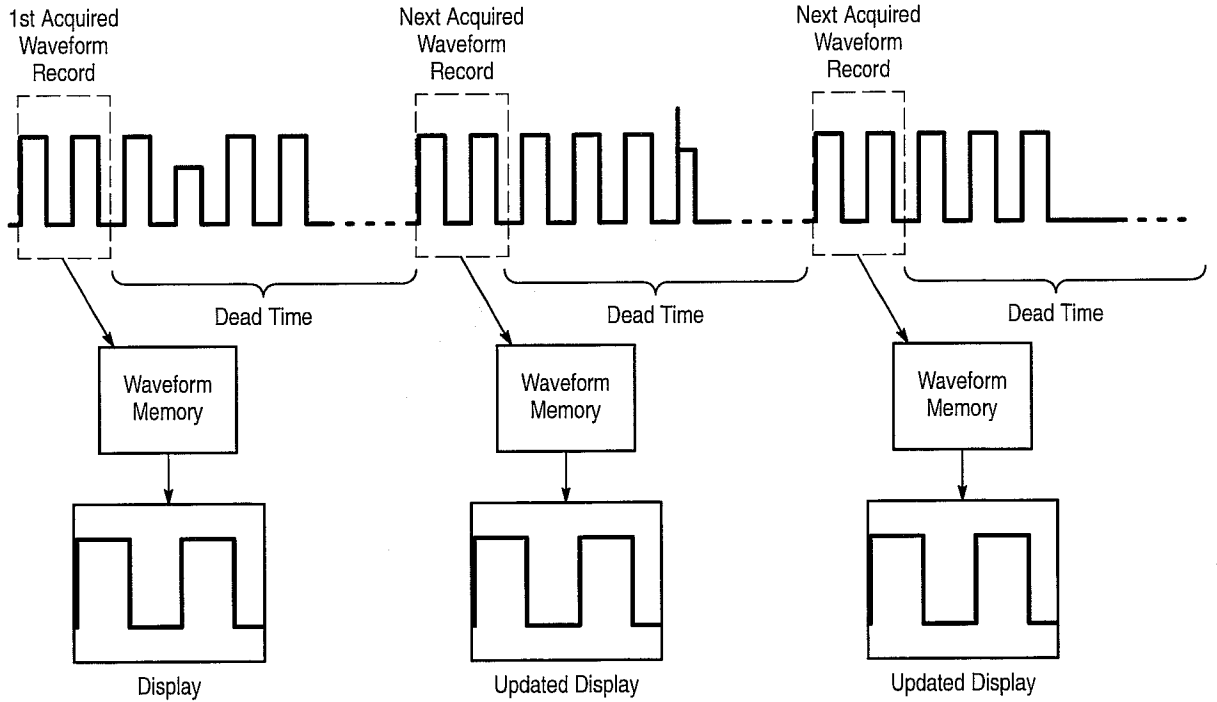 1st Acquired
Waveform
Record
Next Acquired
Waveform
Record
Next Acquired
Waveform
Record
Dead Time
Dead Time
Dead Time
Waveform
Memory
Waveform
Memory
Waveform
Memory
Display
Updated Display
Updated Display